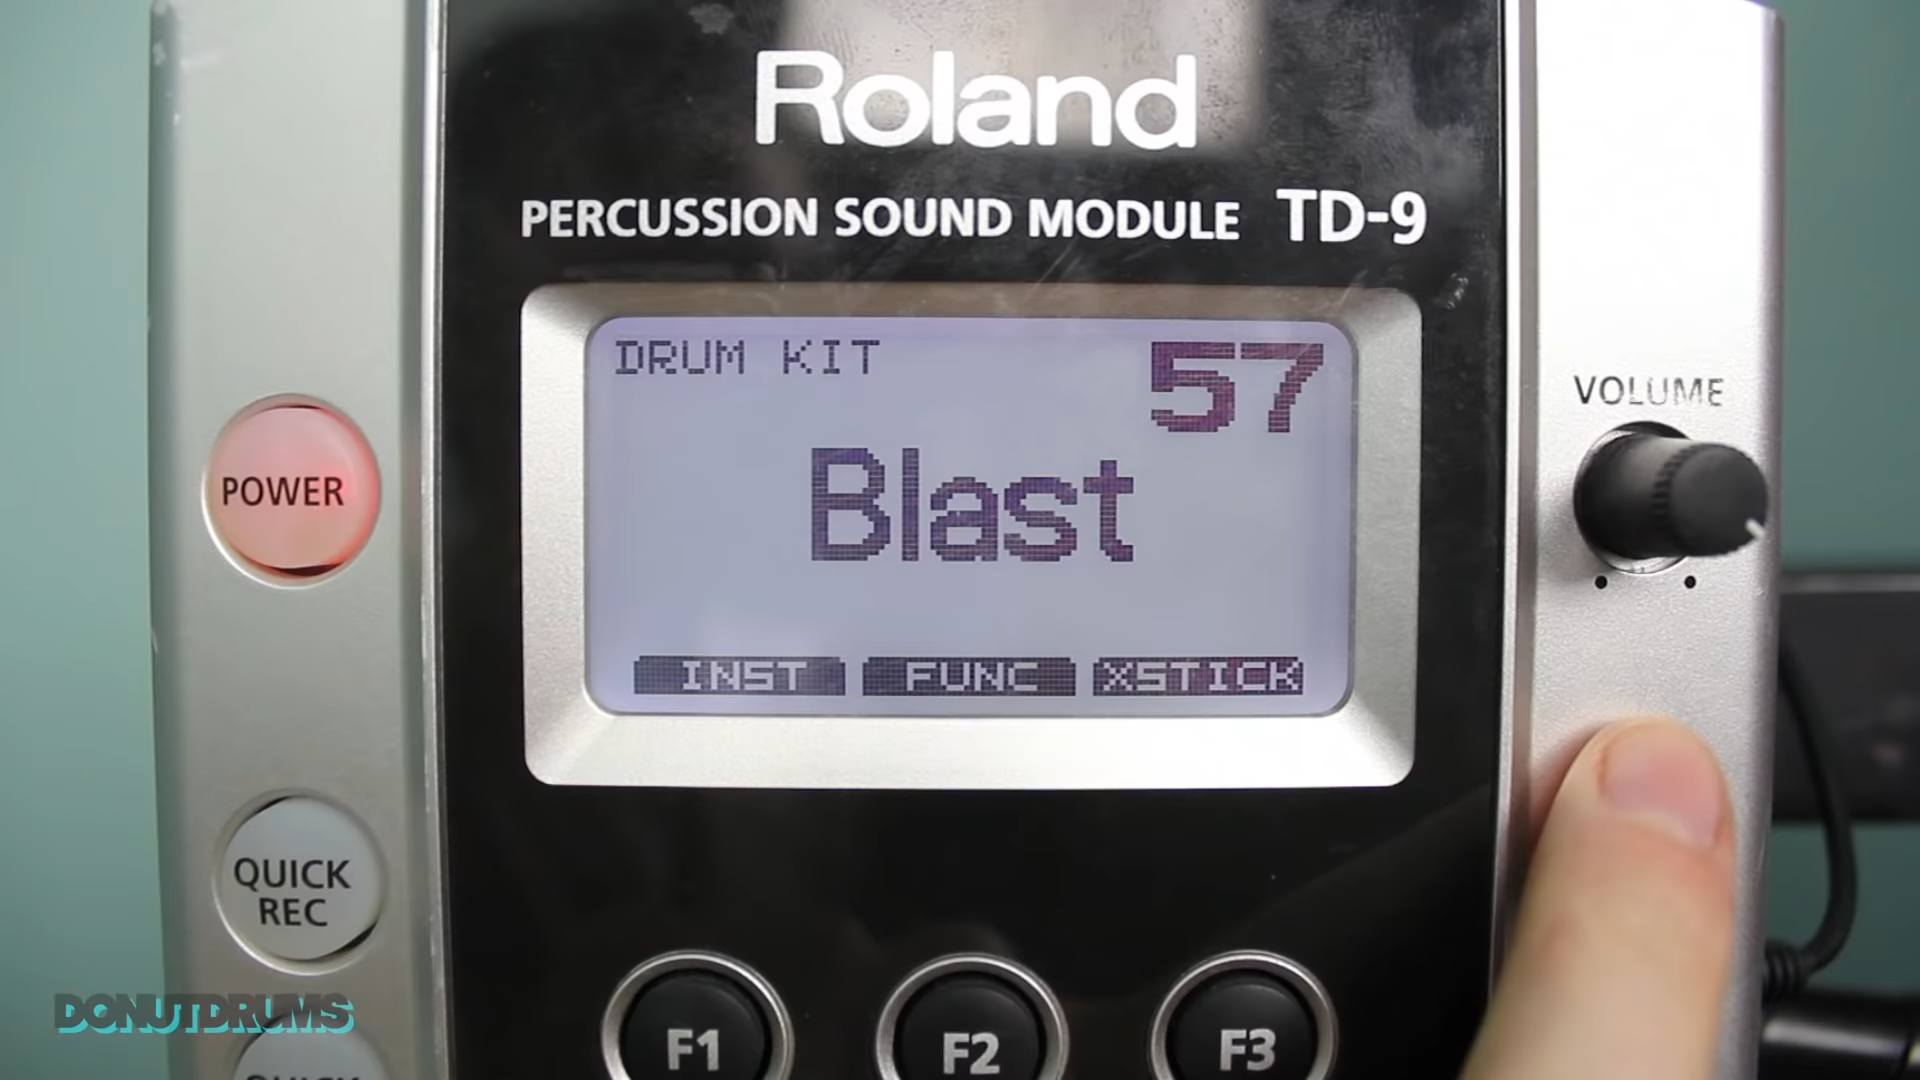 Roland
PERCUSSION SOUND MODULE TD-9
DRUM KIT 57
VOLUME
Blast
POWER
INST FUNC XSTICK
QUICK
REC
F1 F2 F3
DONUTDRUMS
QUICK